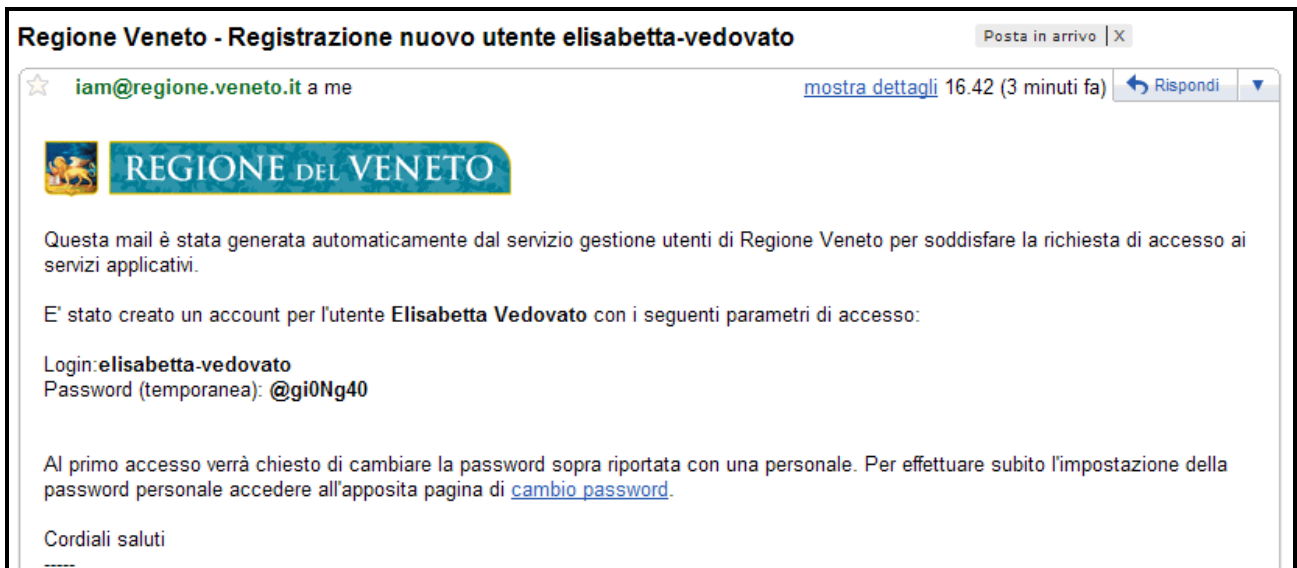 Regione Veneto - Registrazione nuovo utente elisabetta-vedovato
Posta in arrivo | X
iam@regione.veneto.it a me
mostra dettagli 16.42 (3 minuti fa) Rispondi
REGIONE DEL VENETO
Questa mail è stata generata automaticamente dal servizio gestione utenti di Regione Veneto per soddisfare la richiesta di accesso ai
servizi applicativi.
E' stato creato un account per l'utente Elisabetta Vedovato con i seguenti parametri di accesso:
Login:elisabetta-vedovato
Password (temporanea): @gi0Ng40
Al primo accesso verrà chiesto di cambiare la password sopra riportata con una personale. Per effettuare subito l'impostazione della
password personale accedere all'apposita pagina di cambio password.
Cordiali saluti
-----